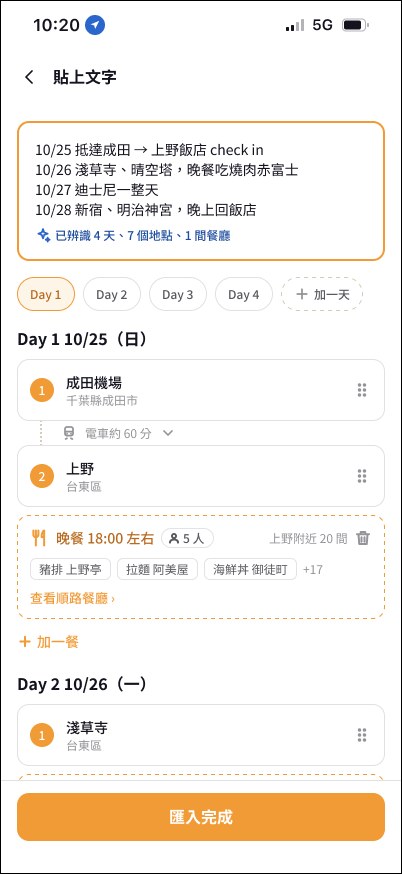 10:20
5G
貼上文字
10/25 抵達成田 → 上野飯店 check in
10/26 淺草寺、晴空塔，晚餐吃燒肉赤富士
10/27 迪士尼一整天
10/28 新宿、明治神宮，晚上回飯店
已辨識 4 天、7 個地點、1 間餐廳
Day 1
Day 2
Day 3
Day 4
＋ 加一天
Day 1 10/25（日）
1
成田機場
千葉縣成田市
電車約 60 分
2
上野
台東區
晚餐 18:00 左右
5 人
上野附近 20 間
豬排 上野亭
拉麵 阿美屋
海鮮丼 御徒町
+17
查看順路餐廳 ›
＋ 加一餐
Day 2 10/26（一）
1
淺草寺
台東區
匯入完成